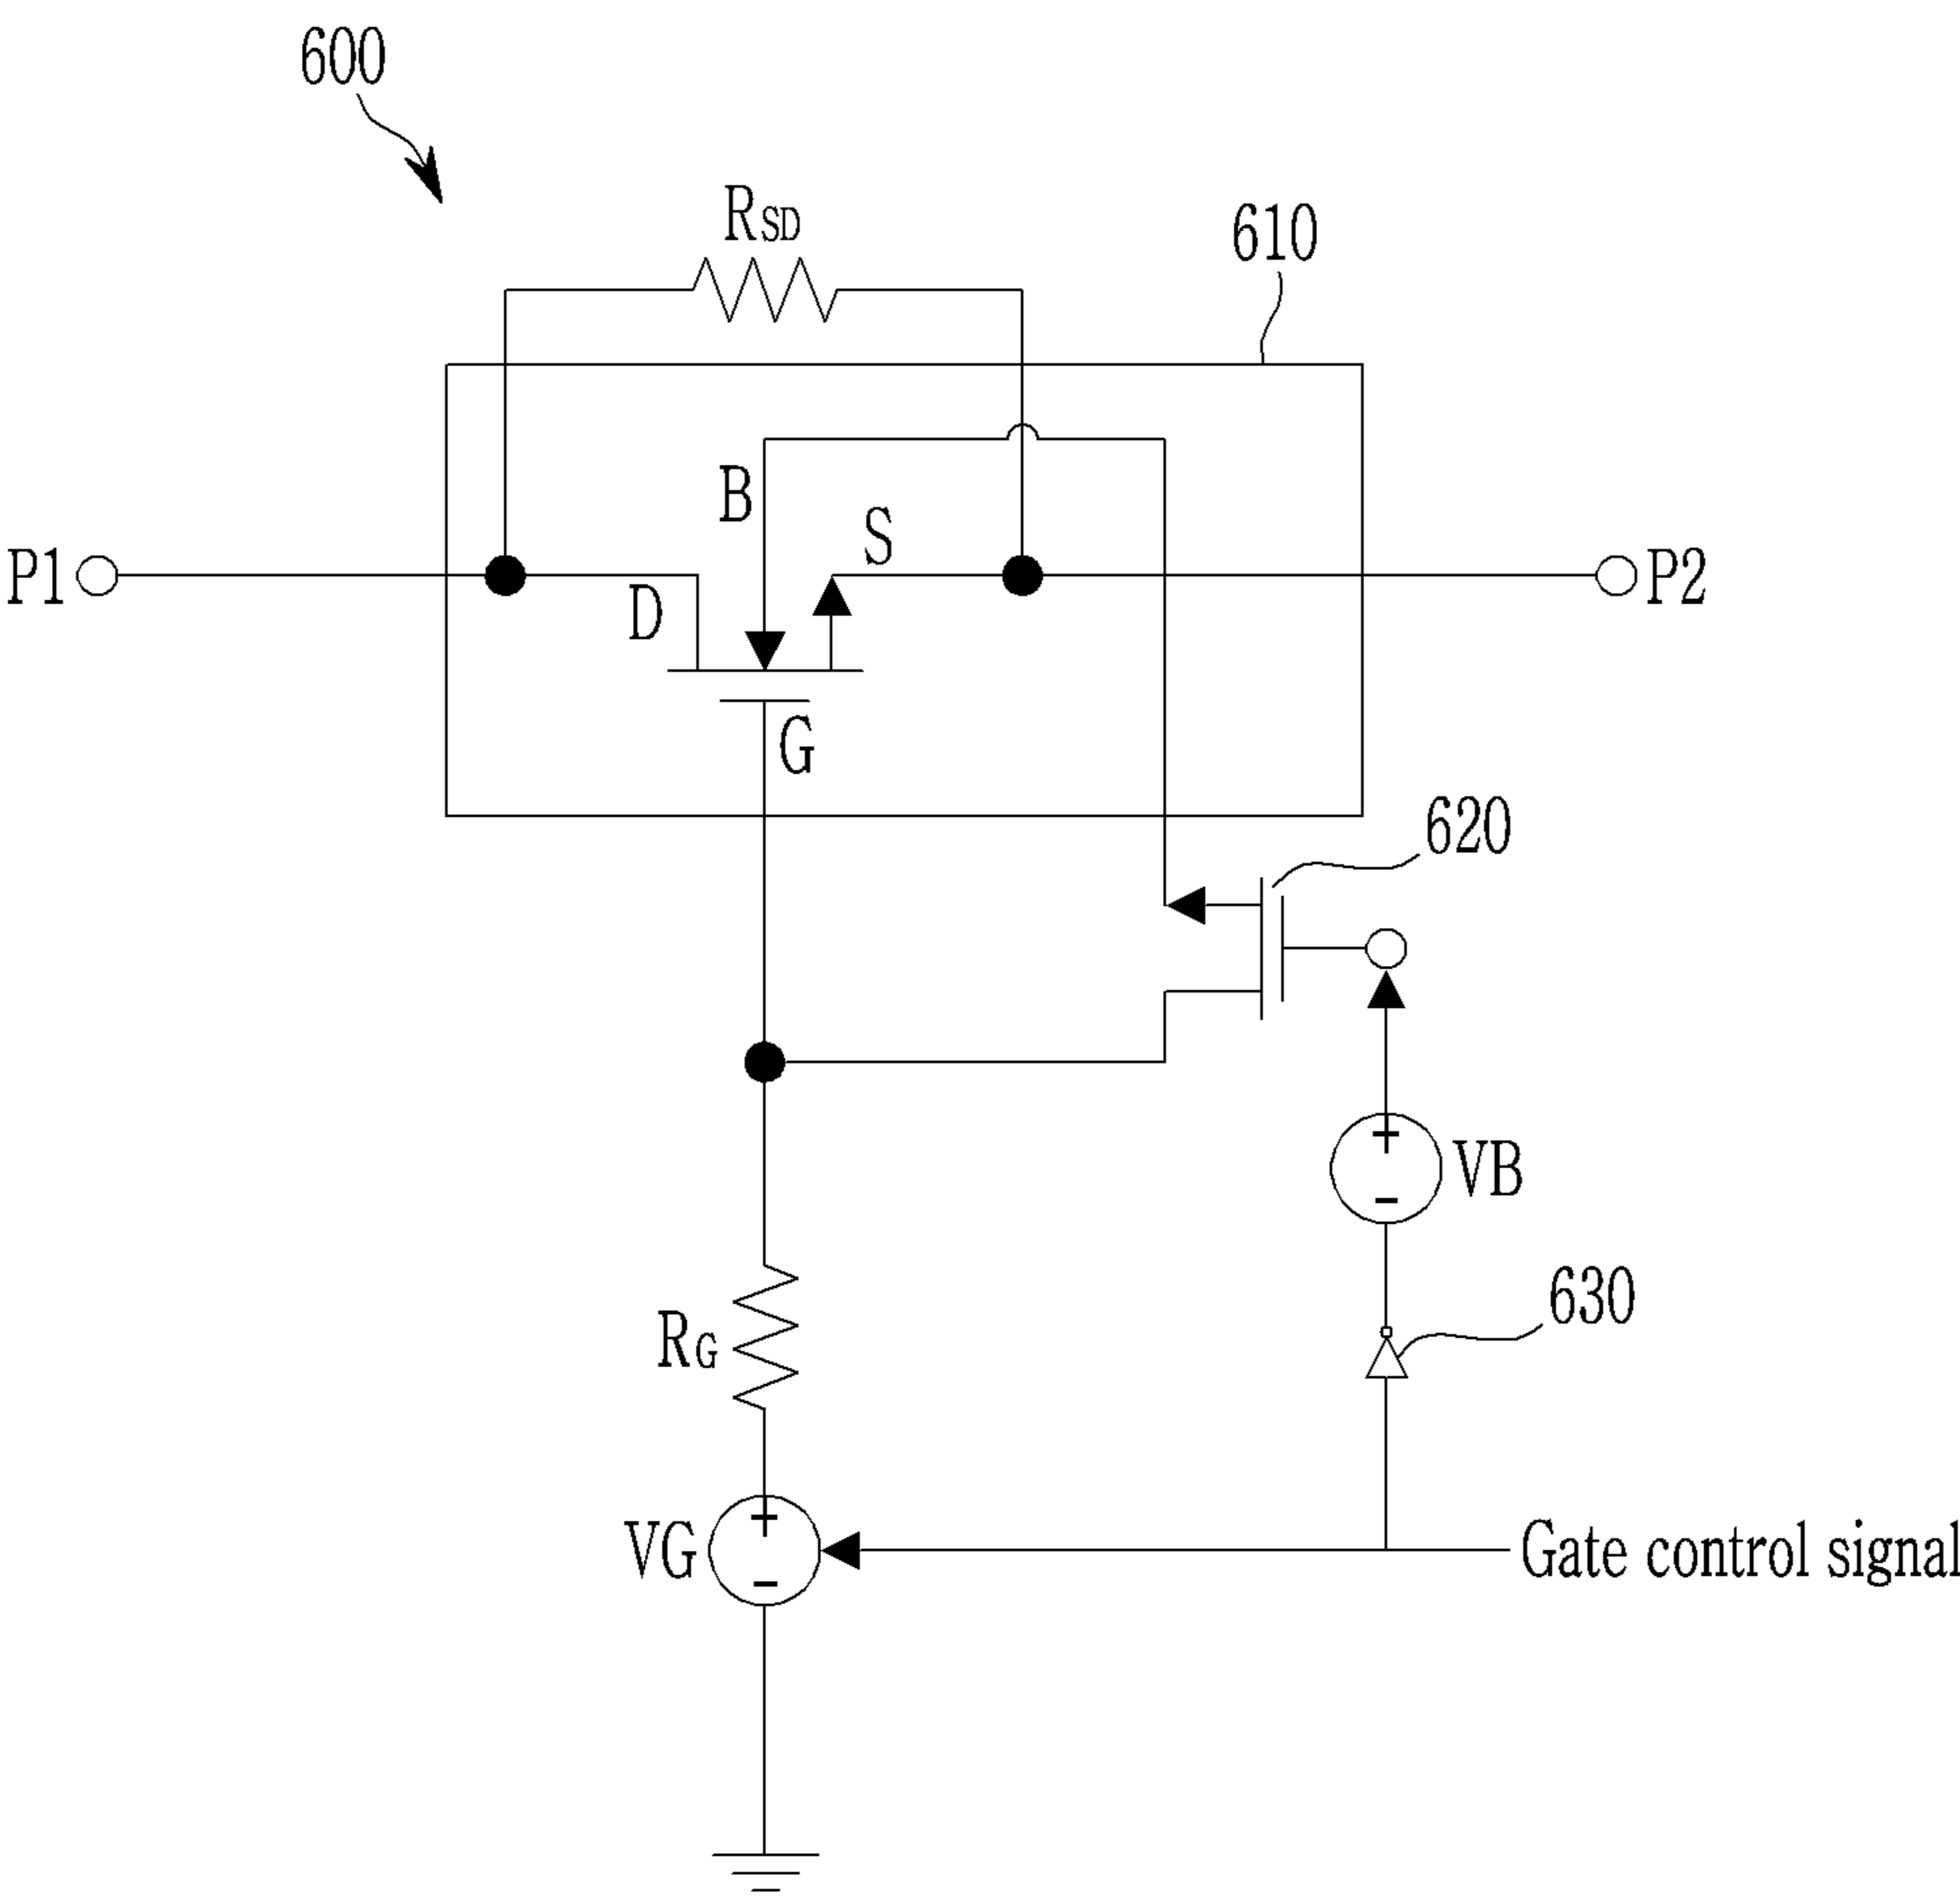 600
RSD
610
B
S
P1
D
P2
G
620
+
VB
-
630
RG
+
VG
-
Gate control signal